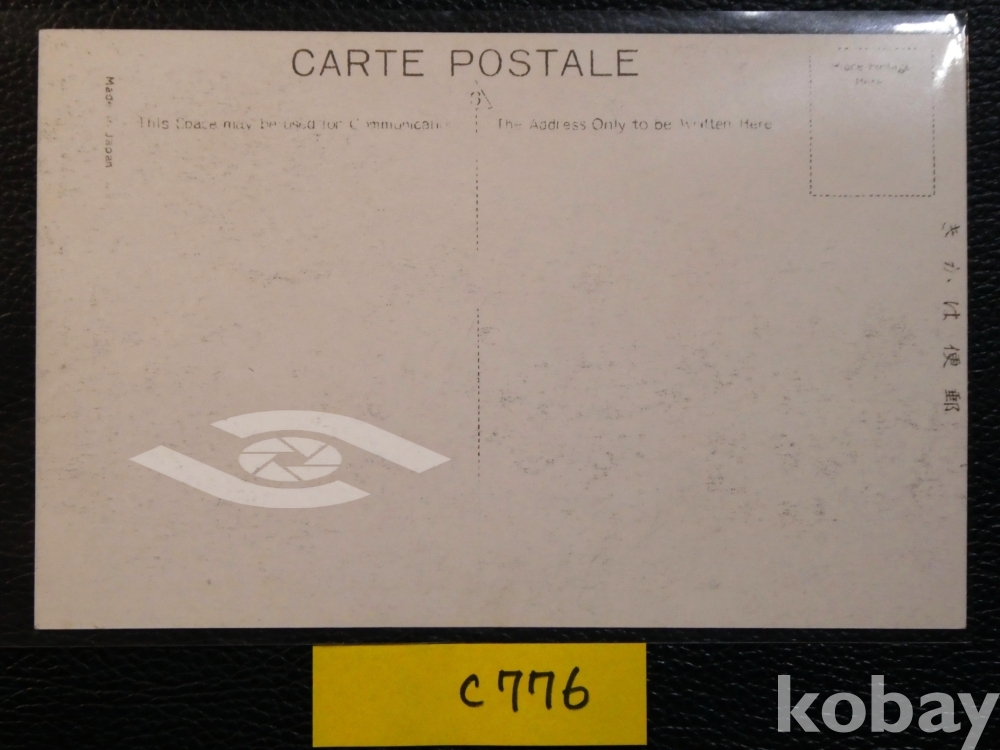 CARTE POSTALE
Place Postage
Here
This Space may be used for Communication
The Address Only to be Written Here
Made in Japan
きかは便郵
C776
kobay